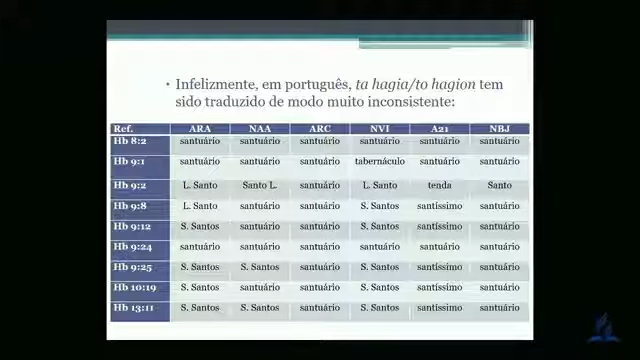 • Infelizmente, em português, ta hagia/to hagion tem
sido traduzido de modo muito inconsistente:
Ref. ARA NAA ARC NVI A21 NBJ
Hb 8:2 santuário santuário santuário santuário santuário santuário
Hb 9:1 santuário santuário santuário tabernáculo santuário santuário
Hb 9:2 L. Santo Santo L. santuário L. Santo tenda Santo
Hb 9:8 L. Santo santuário santuário S. Santos santíssimo santuário
Hb 9:12 S. Santos santuário santuário S. Santos santíssimo santuário
Hb 9:24 santuário santuário santuário santuário santuário santuário
Hb 9:25 S. Santos S. Santos santuário S. Santos santíssimo santuário
Hb 10:19 S. Santos santuário santuário S. Santos santíssimo santuário
Hb 13:11 S. Santos S. Santos santuário S. Santos santíssimo santuário